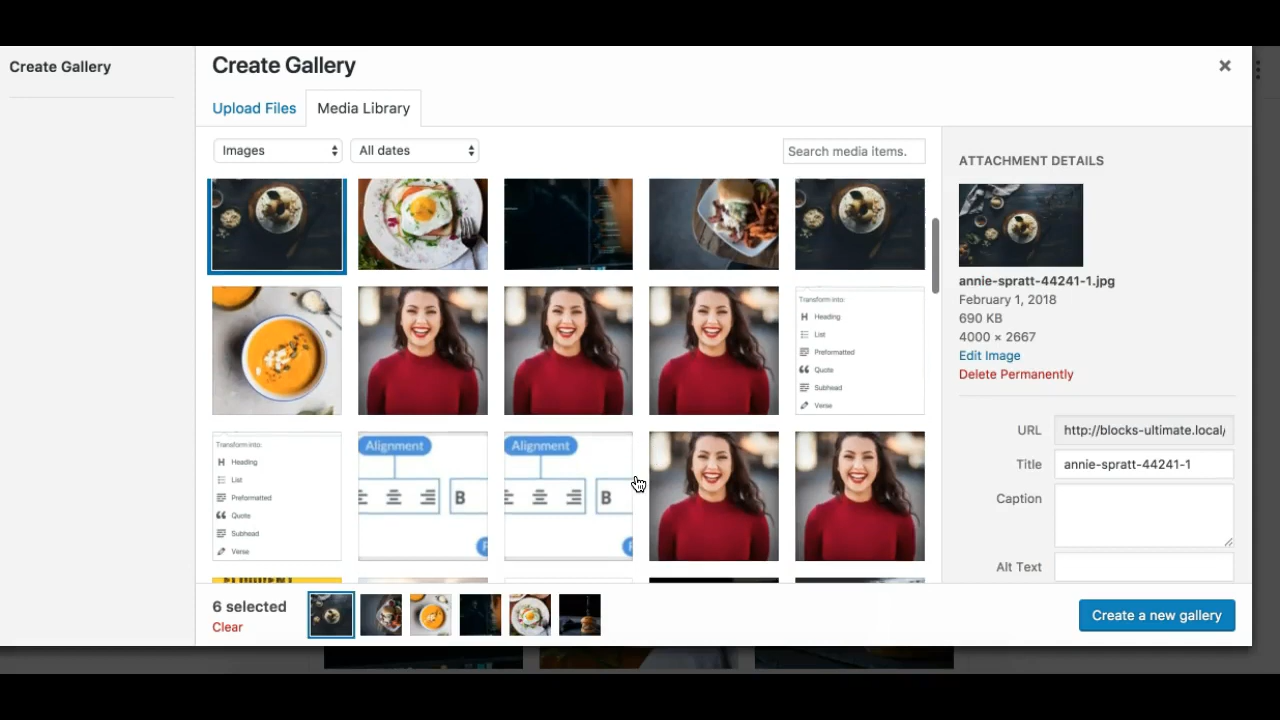 Create Gallery
Create Gallery
Upload Files
Media Library
Images
All dates
Search media items.
Transform into:
Heading
List
Preformatted
Quote
Subhead
Verse
Transform into:
Heading
List
Preformatted
Quote
Subhead
Verse
Alignment
B
Alignment
B
ATTACHMENT DETAILS
annie-spratt-44241-1.jpg
February 1, 2018
690 KB
4000 × 2667
Edit Image
Delete Permanently
URL http://blocks-ultimate.local/
Title annie-spratt-44241-1
Caption
Alt Text
6 selected
Clear
Create a new gallery